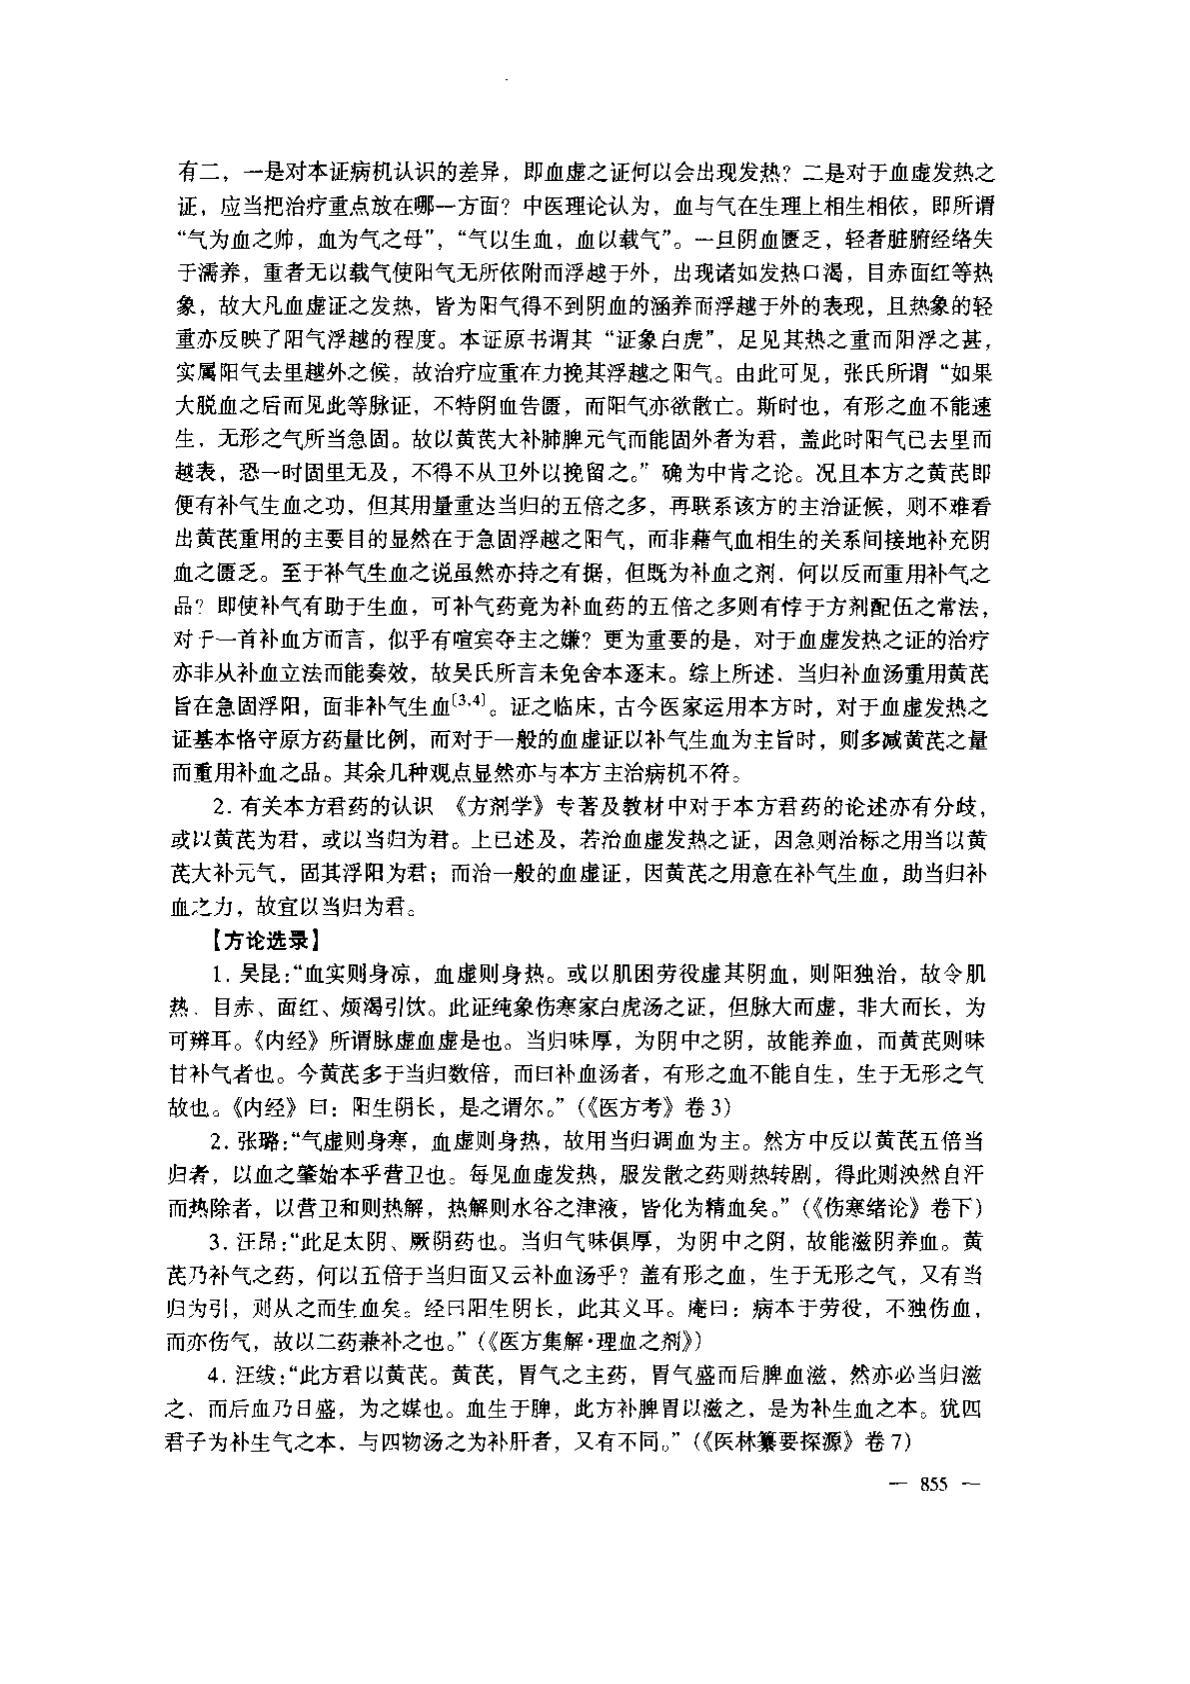 有二，一是对本证病机认识的差异，即血虚之证何以会出现发热？二是对于血虚发热之
证，应当把治疗重点放在哪一方面？中医理论认为，血与气在生理上相生相依，即所谓
“气为血之帅，血为气之母”，“气以生血，血以载气”。一旦阴血匮乏，轻者脏腑经络失
于濡养，重者无以载气使阳气无所依附而浮越于外，出现诸如发热口渴，目赤面红等热
象，故大凡血虚证之发热，皆为阳气得不到阴血的涵养而浮越于外的表现，且热象的轻
重亦反映了阳气浮越的程度。本证原书谓其“证象白虎”，足见其热之重而阳浮之甚，
实属阳气去里越外之候，故治疗应重在力挽其浮越之阳气。由此可见，张氏所谓“如果
大脱血之后而见此等脉证，不特阴血告匮，而阳气亦欲散亡。斯时也，有形之血不能速
生，无形之气所当急固。故以黄芪大补肺脾元气而能固外者为君，盖此时阳气已去里而
越表，恐一时固里无及，不得不从卫外以挽留之。”确为中肯之论。况且本方之黄芪即
便有补气生血之功，但其用量重达当归的五倍之多，再联系该方的主治证候，则不难看
出黄芪重用的主要目的显然在于急固浮越之阳气，而非藉气血相生的关系间接地补充阴
血之匮乏。至于补气生血之说虽然亦持之有据，但既为补血之剂，何以反而重用补气之
品？即使补气有助于生血，可补气药竟为补血药的五倍之多则有悖于方剂配伍之常法，
对于一首补血方而言，似乎有喧宾夺主之嫌？更为重要的是，对于血虚发热之证的治疗
亦非从补血立法而能奏效，故吴氏所言未免舍本逐末。综上所述，当归补血汤重用黄芪
旨在急固浮阳，面非补气生血〔3,4〕。证之临床，古今医家运用本方时，对于血虚发热之
证基本恪守原方药量比例，而对于一般的血虚证以补气生血为主旨时，则多减黄芪之量
而重用补血之品。其余几种观点显然亦与本方主治病机不符。
2. 有关本方君药的认识 《方剂学》专著及教材中对于本方君药的论述亦有分歧，
或以黄芪为君，或以当归为君。上已述及，若治血虚发热之证，因急则治标之用当以黄
芪大补元气，固其浮阳为君；而治一般的血虚证，因黄芪之用意在补气生血，助当归补
血之力，故宜以当归为君。
【方论选录】
1. 吴昆：“血实则身凉，血虚则身热。或以肌困劳役虚其阴血，则阳独治，故令肌
热、目赤、面红、烦渴引饮。此证纯象伤寒家白虎汤之证，但脉大而虚，非大而长，为
可辨耳。《内经》所谓脉虚血虚是也。当归味厚，为阴中之阴，故能养血，而黄芪则味
甘补气者也。今黄芪多于当归数倍，而曰补血汤者，有形之血不能自生，生于无形之气
故也。《内经》曰：阳生阴长，是之谓尔。”（《医方考》卷 3）
2. 张璐：“气虚则身寒，血虚则身热，故用当归调血为主。然方中反以黄芪五倍当
归者，以血之肇始本乎营卫也。每见血虚发热，服发散之药则热转剧，得此则泱然自汗
而热除者，以营卫和则热解，热解则水谷之津液，皆化为精血矣。”（《伤寒绪论》卷下）
3. 汪昂：“此足太阴、厥阴药也。当归气味俱厚，为阴中之阴，故能滋阴养血。黄
芪乃补气之药，何以五倍于当归面又云补血汤乎？盖有形之血，生于无形之气，又有当
归为引，则从之而生血矣。经曰阳生阴长，此其义耳。庵曰：病本于劳役，不独伤血，
而亦伤气，故以二药兼补之也。”（《医方集解·理血之剂》）
4. 汪绂：“此方君以黄芪。黄芪，胃气之主药，胃气盛而后脾血滋，然亦必当归滋
之，而后血乃日盛，为之媒也。血生于脾，此方补脾胃以滋之，是为补生血之本。犹四
君子为补生气之本，与四物汤之为补肝者，又有不同。”（《医林纂要探源》卷 7）
— 855 —